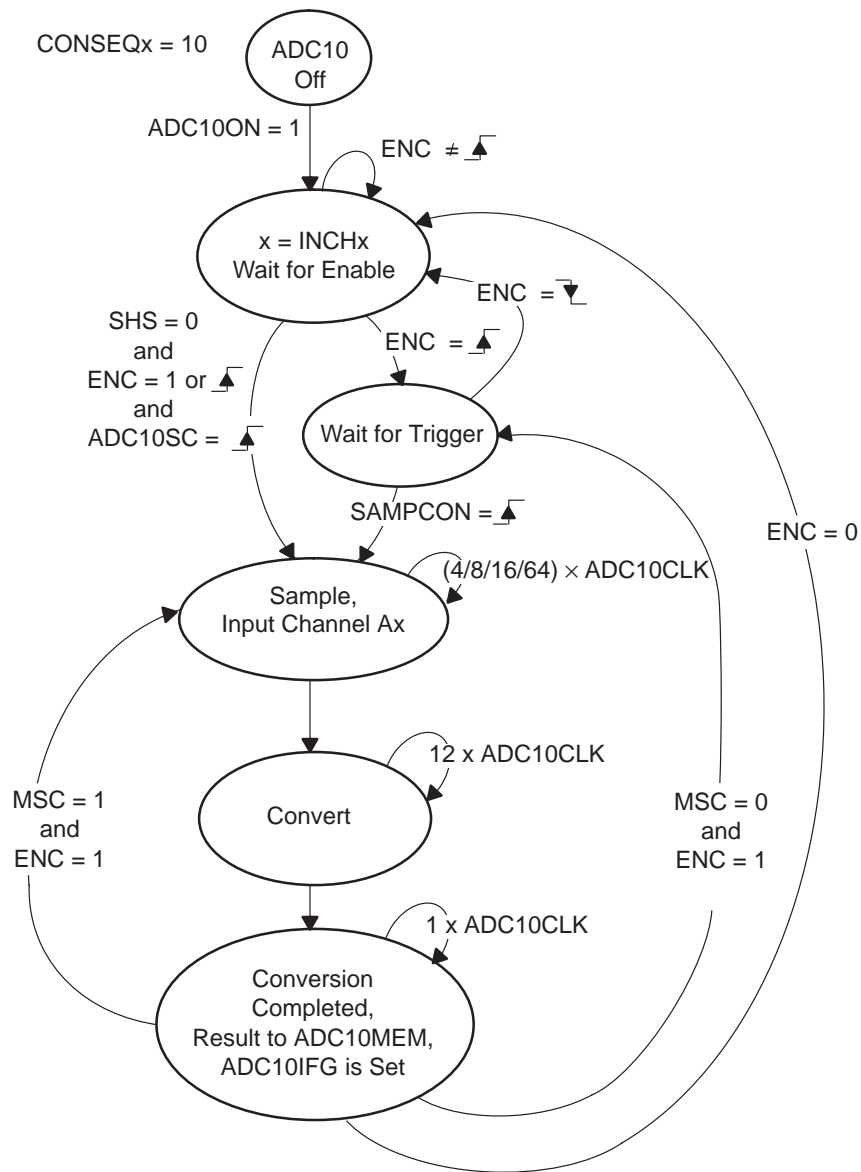 CONSEQx = 10
ADC10
Off
ADC10ON = 1
ENC ≠
x = INCHx
Wait for Enable
ENC =
SHS = 0
and
ENC = 1 or
and
ADC10SC =
ENC =
Wait for Trigger
SAMPCON =
ENC = 0
(4/8/16/64) × ADC10CLK
Sample,
Input Channel Ax
12 x ADC10CLK
Convert
MSC = 1
and
ENC = 1
MSC = 0
and
ENC = 1
1 x ADC10CLK
Conversion
Completed,
Result to ADC10MEM,
ADC10IFG is Set